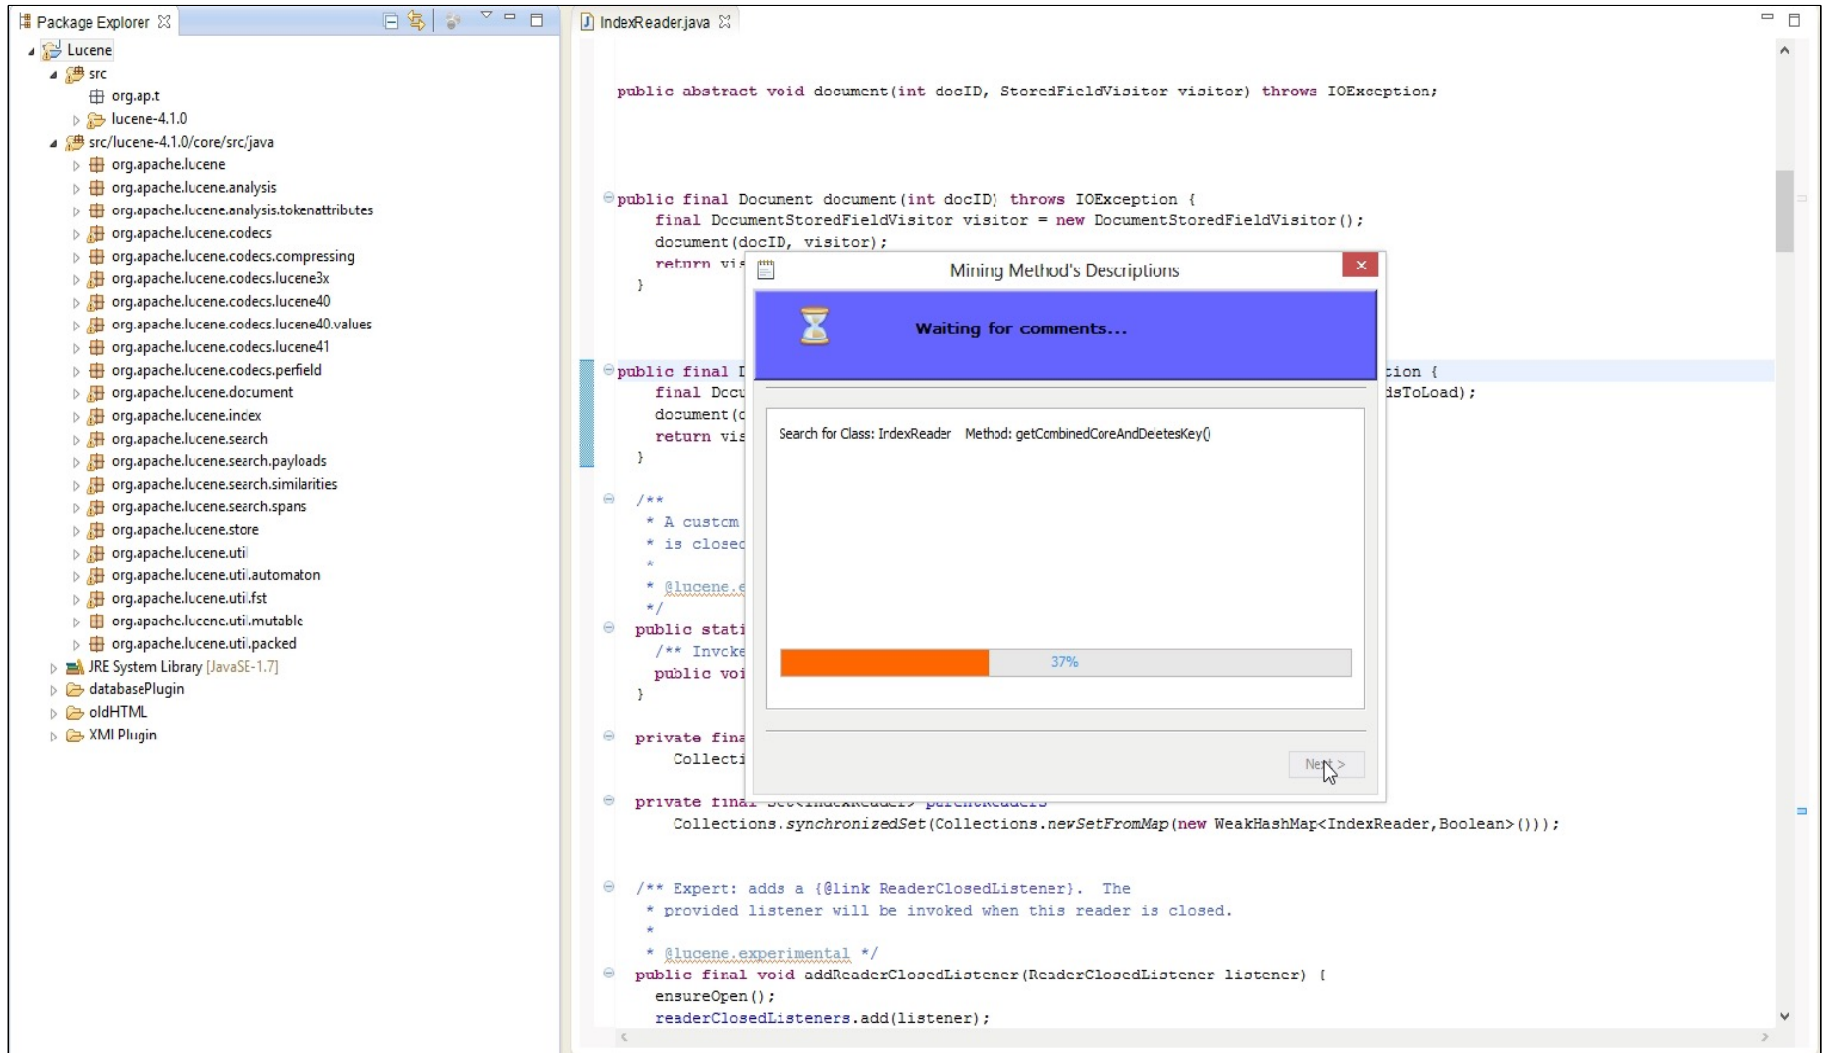 Package Explorer
Lucene
src
org.ap.t
lucene-4.1.0
src/lucene-4.1.0/core/src/java
org.apache.lucene
org.apache.lucene.analysis
org.apache.lucene.analysis.tokenattributes
org.apache.lucene.codecs
org.apache.lucene.codecs.compressing
org.apache.lucene.codecs.lucene3x
org.apache.lucene.codecs.lucene40
org.apache.lucene.codecs.lucene40.values
org.apache.lucene.codecs.lucene41
org.apache.lucene.codecs.perfield
org.apache.lucene.document
org.apache.lucene.index
org.apache.lucene.search
org.apache.lucene.search.payloads
org.apache.lucene.search.similarities
org.apache.lucene.search.spans
org.apache.lucene.store
org.apache.lucene.util
org.apache.lucene.util.automaton
org.apache.lucene.util.fst
org.apache.lucene.util.mutable
org.apache.lucene.util.packed
JRE System Library [JavaSE-1.7]
databasePlugin
oldHTML
XMI Plugin
IndexReader.java
public abstract void document(int docID, StoredFieldVisitor visitor) throws IOException;
public final Document document(int docID) throws IOException {
final DocumentStoredFieldVisitor visitor = new DocumentStoredFieldVisitor();
document(docID, visitor);
return vis
}
public final D
tion {
final Docu
dsToLoad);
document(d
return vis
}
/**
* A custom
* is closed
*
* @lucene.e
*/
public stati
/** Invoke
public voi
}
private fina
Collecti
private final Set<IndexReader> parentReaders
Collections.synchronizedSet(Collections.newSetFromMap(new WeakHashMap<IndexReader,Boolean>()));
/** Expert: adds a {@link ReaderClosedListener}. The
* provided listener will be invoked when this reader is closed.
*
* @lucene.experimental */
public final void addReaderClosedListener(ReaderClosedListener listener) {
ensureOpen();
readerClosedListeners.add(listener);
Mining Method's Descriptions
Waiting for comments...
Search for Class: IndexReader Method: getCombinedCoreAndDeletesKey()
37%
Next >